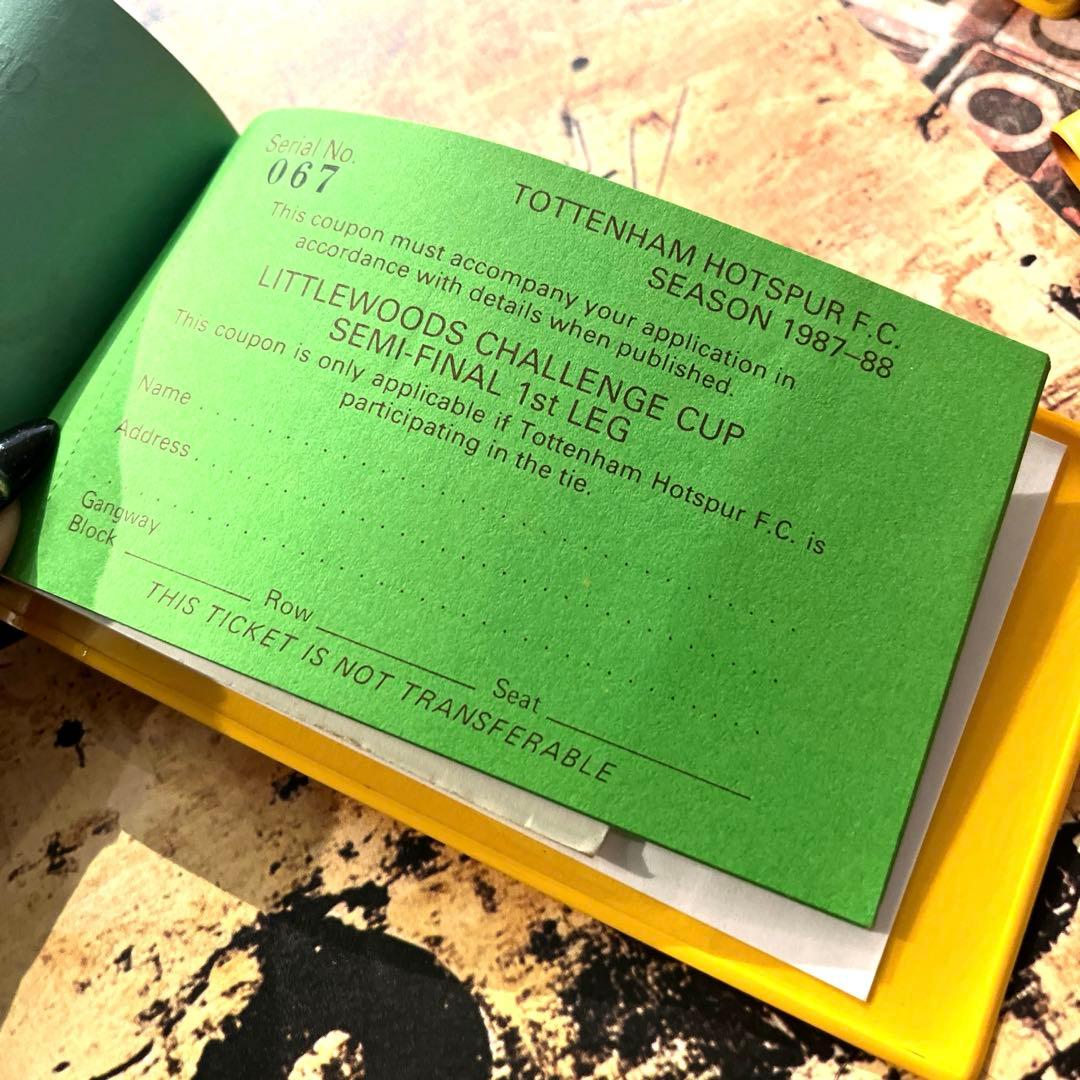 Serial No.
067
TOTTENHAM HOTSPUR F.C.
SEASON 1987–88
This coupon must accompany your application in
accordance with details when published.
LITTLEWOODS CHALLENGE CUP
SEMI-FINAL 1st LEG
This coupon is only applicable if Tottenham Hotspur F.C. is
participating in the tie.
Name
Address
Gangway
Block Row Seat
THIS TICKET IS NOT TRANSFERABLE